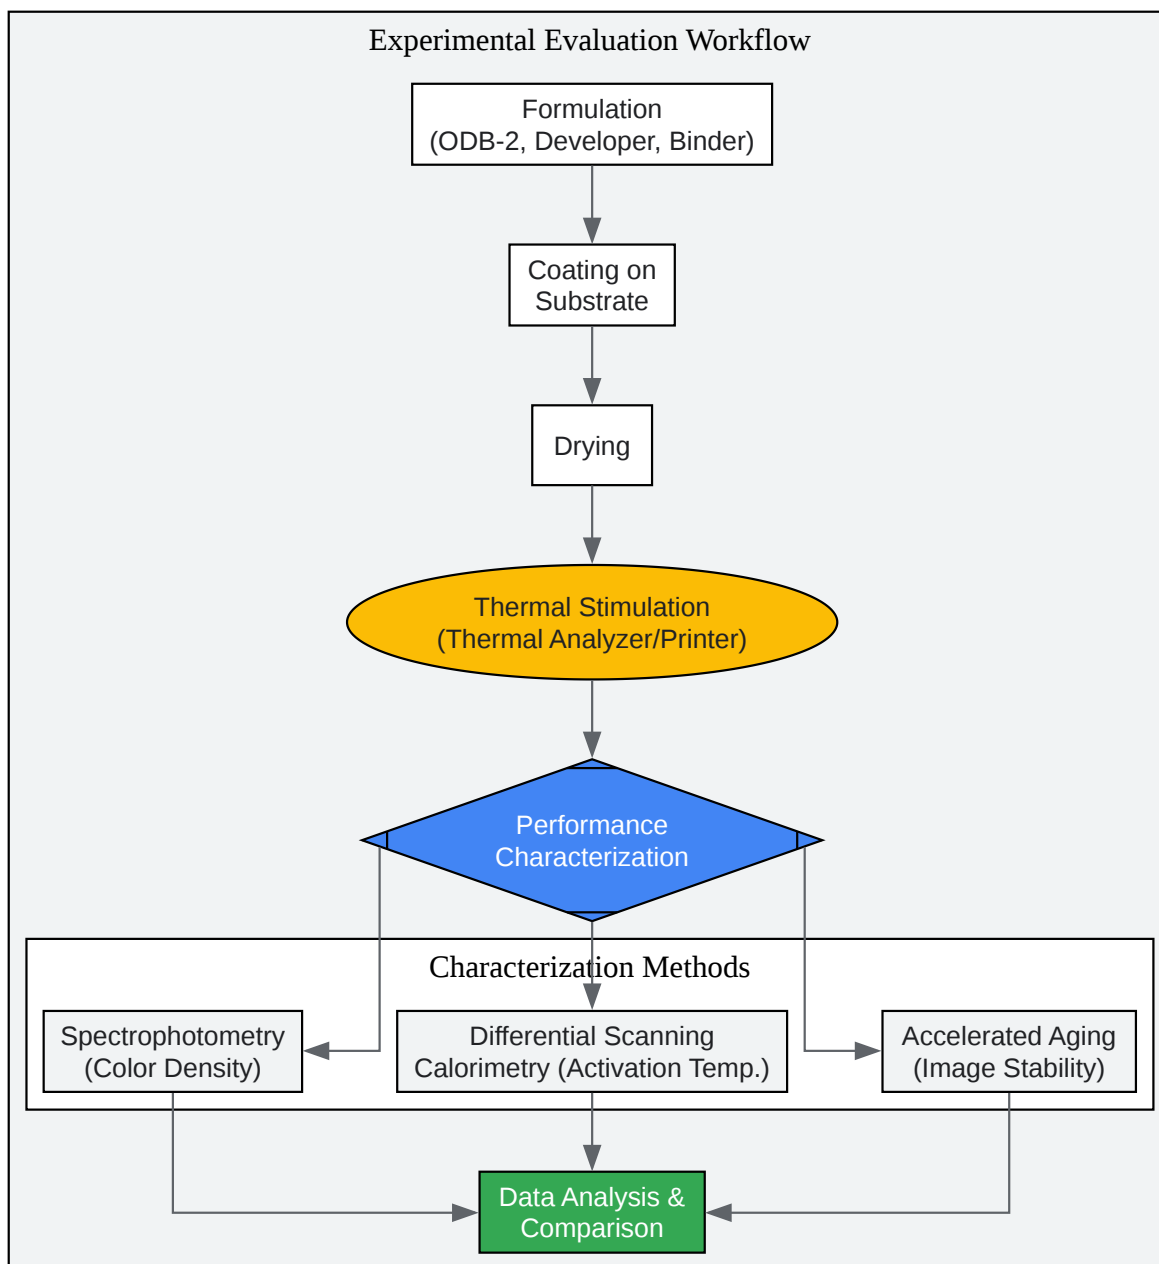 Experimental Evaluation Workflow
Formulation
(ODB-2, Developer, Binder)
Coating on
Substrate
Drying
Thermal Stimulation
(Thermal Analyzer/Printer)
Performance
Characterization
Characterization Methods
Spectrophotometry
(Color Density)
Differential Scanning
Calorimetry (Activation Temp.)
Accelerated Aging
(Image Stability)
Data Analysis &
Comparison